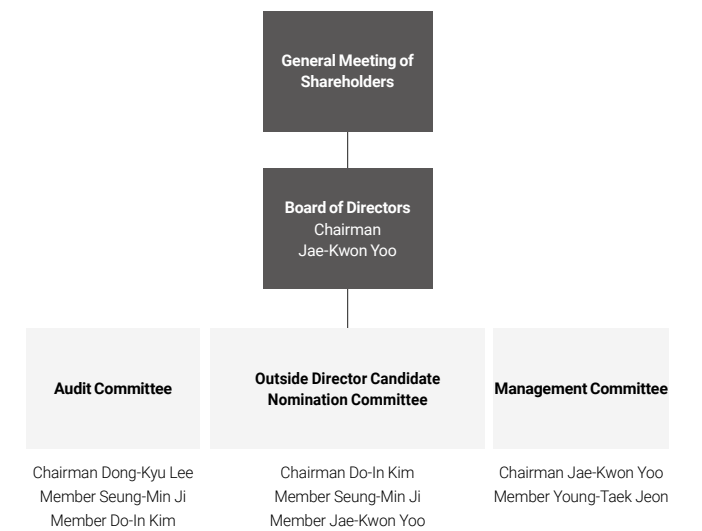 General Meeting of
Shareholders
Board of Directors
Chairman
Jae-Kwon Yoo
Audit Committee
Outside Director Candidate
Nomination Committee
Management Committee
Chairman Dong-Kyu Lee
Member Seung-Min Ji
Member Do-In Kim
Chairman Do-In Kim
Member Seung-Min Ji
Member Jae-Kwon Yoo
Chairman Jae-Kwon Yoo
Member Young-Taek Jeon